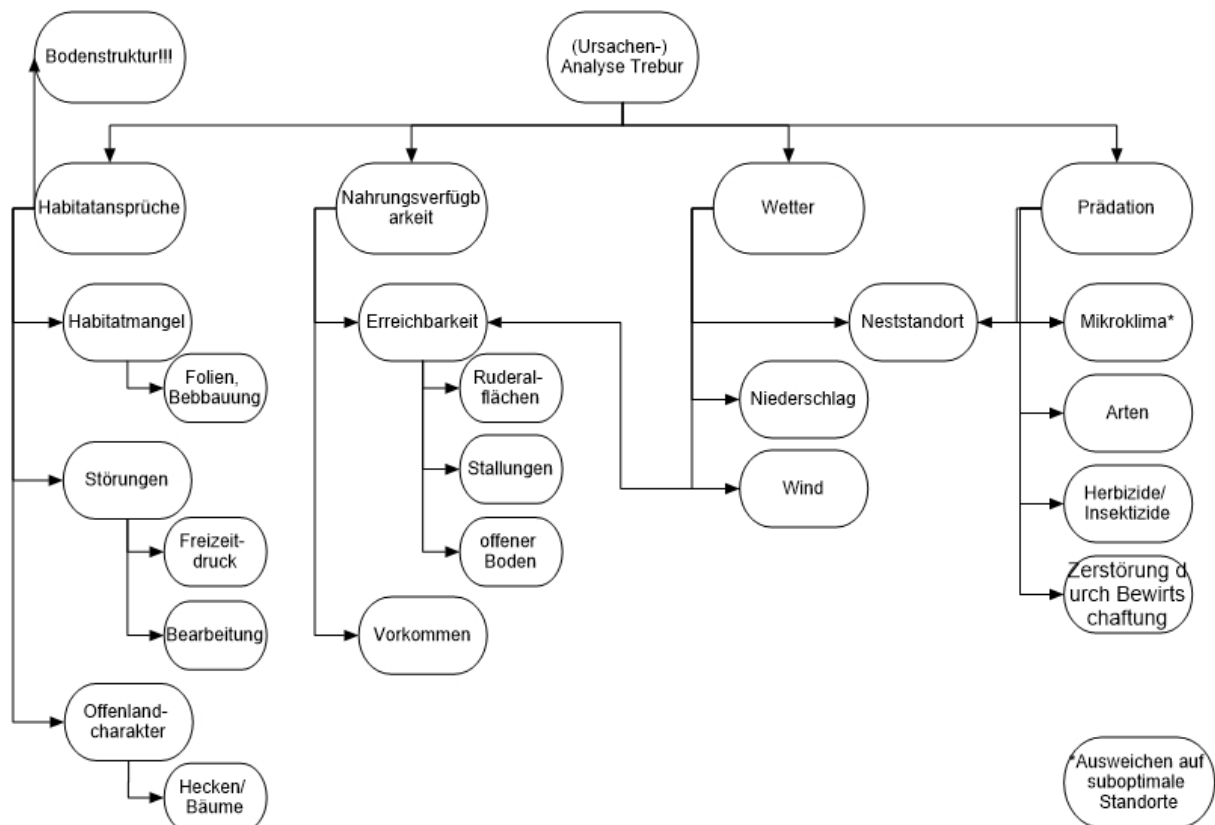 Bodenstruktur!!!
(Ursachen-)
Analyse Trebur
Habitatansprüche
Nahrungsverfügb
arkeit
Wetter
Prädation
Habitatmangel
Folien,
Bebbauung
Störungen
Freizeit-
druck
Bearbeitung
Offenland-
charakter
Hecken/
Bäume
Erreichbarkeit
Ruderal-
flächen
Stallungen
offener
Boden
Vorkommen
Neststandort
Niederschlag
Wind
Mikroklima*
Arten
Herbizide/
Insektizide
Zerstörung d
urch Bewirts
chaftung
*Ausweichen auf
suboptimale
Standorte